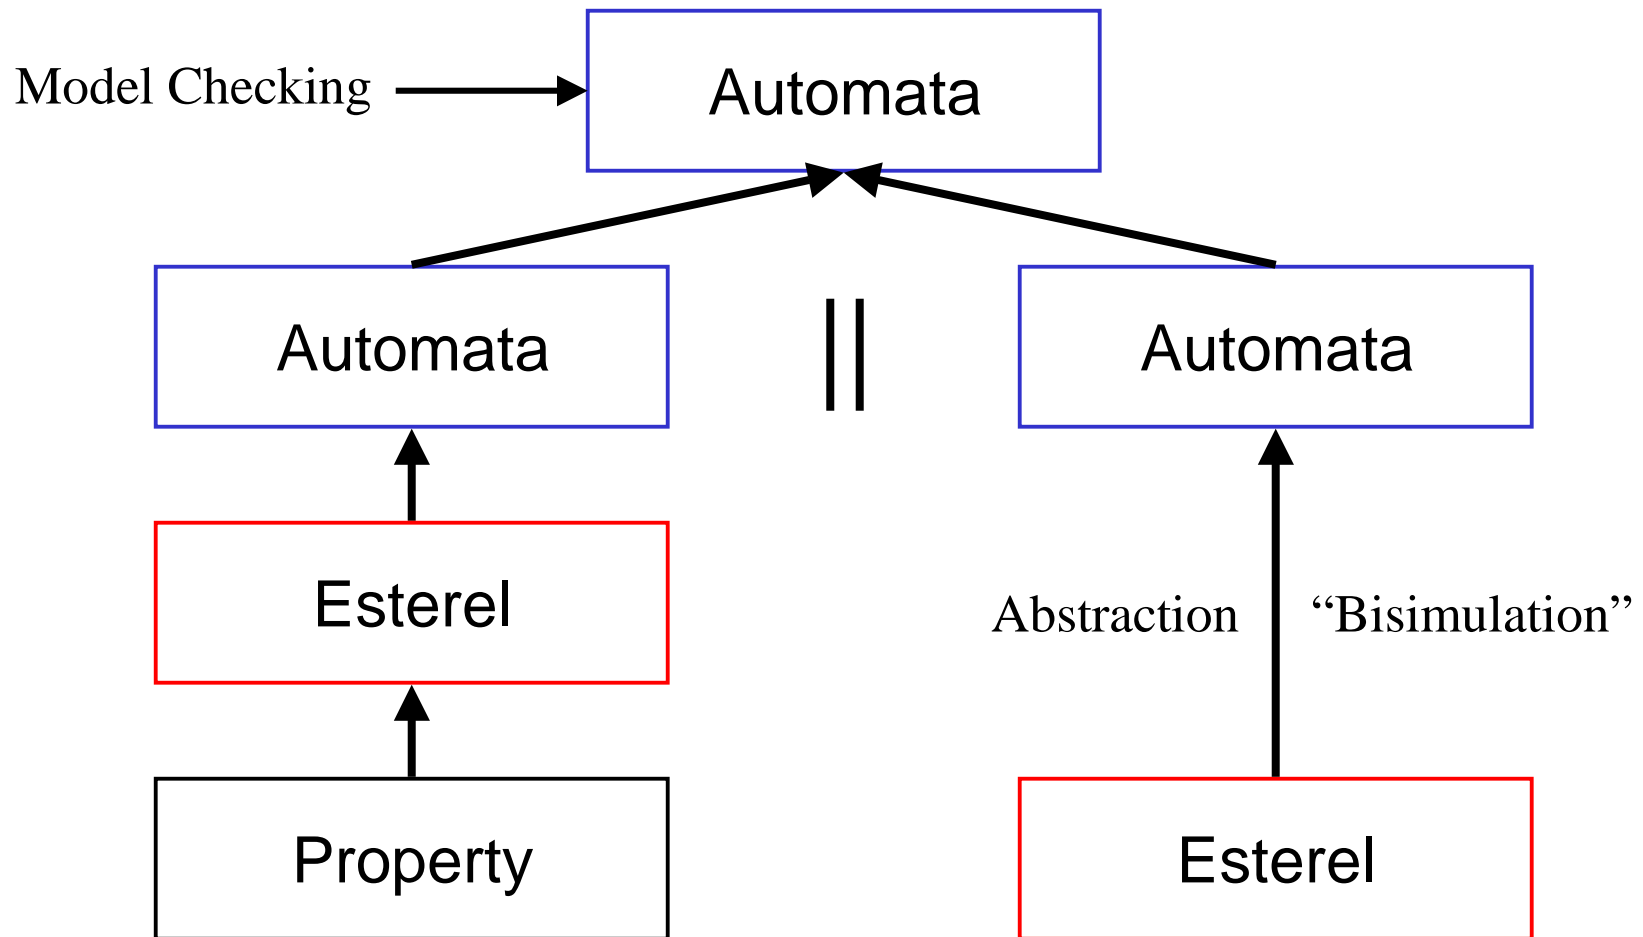 Model Checking
Automata
Automata
||
Automata
Esterel
Abstraction
“Bisimulation”
Property
Esterel